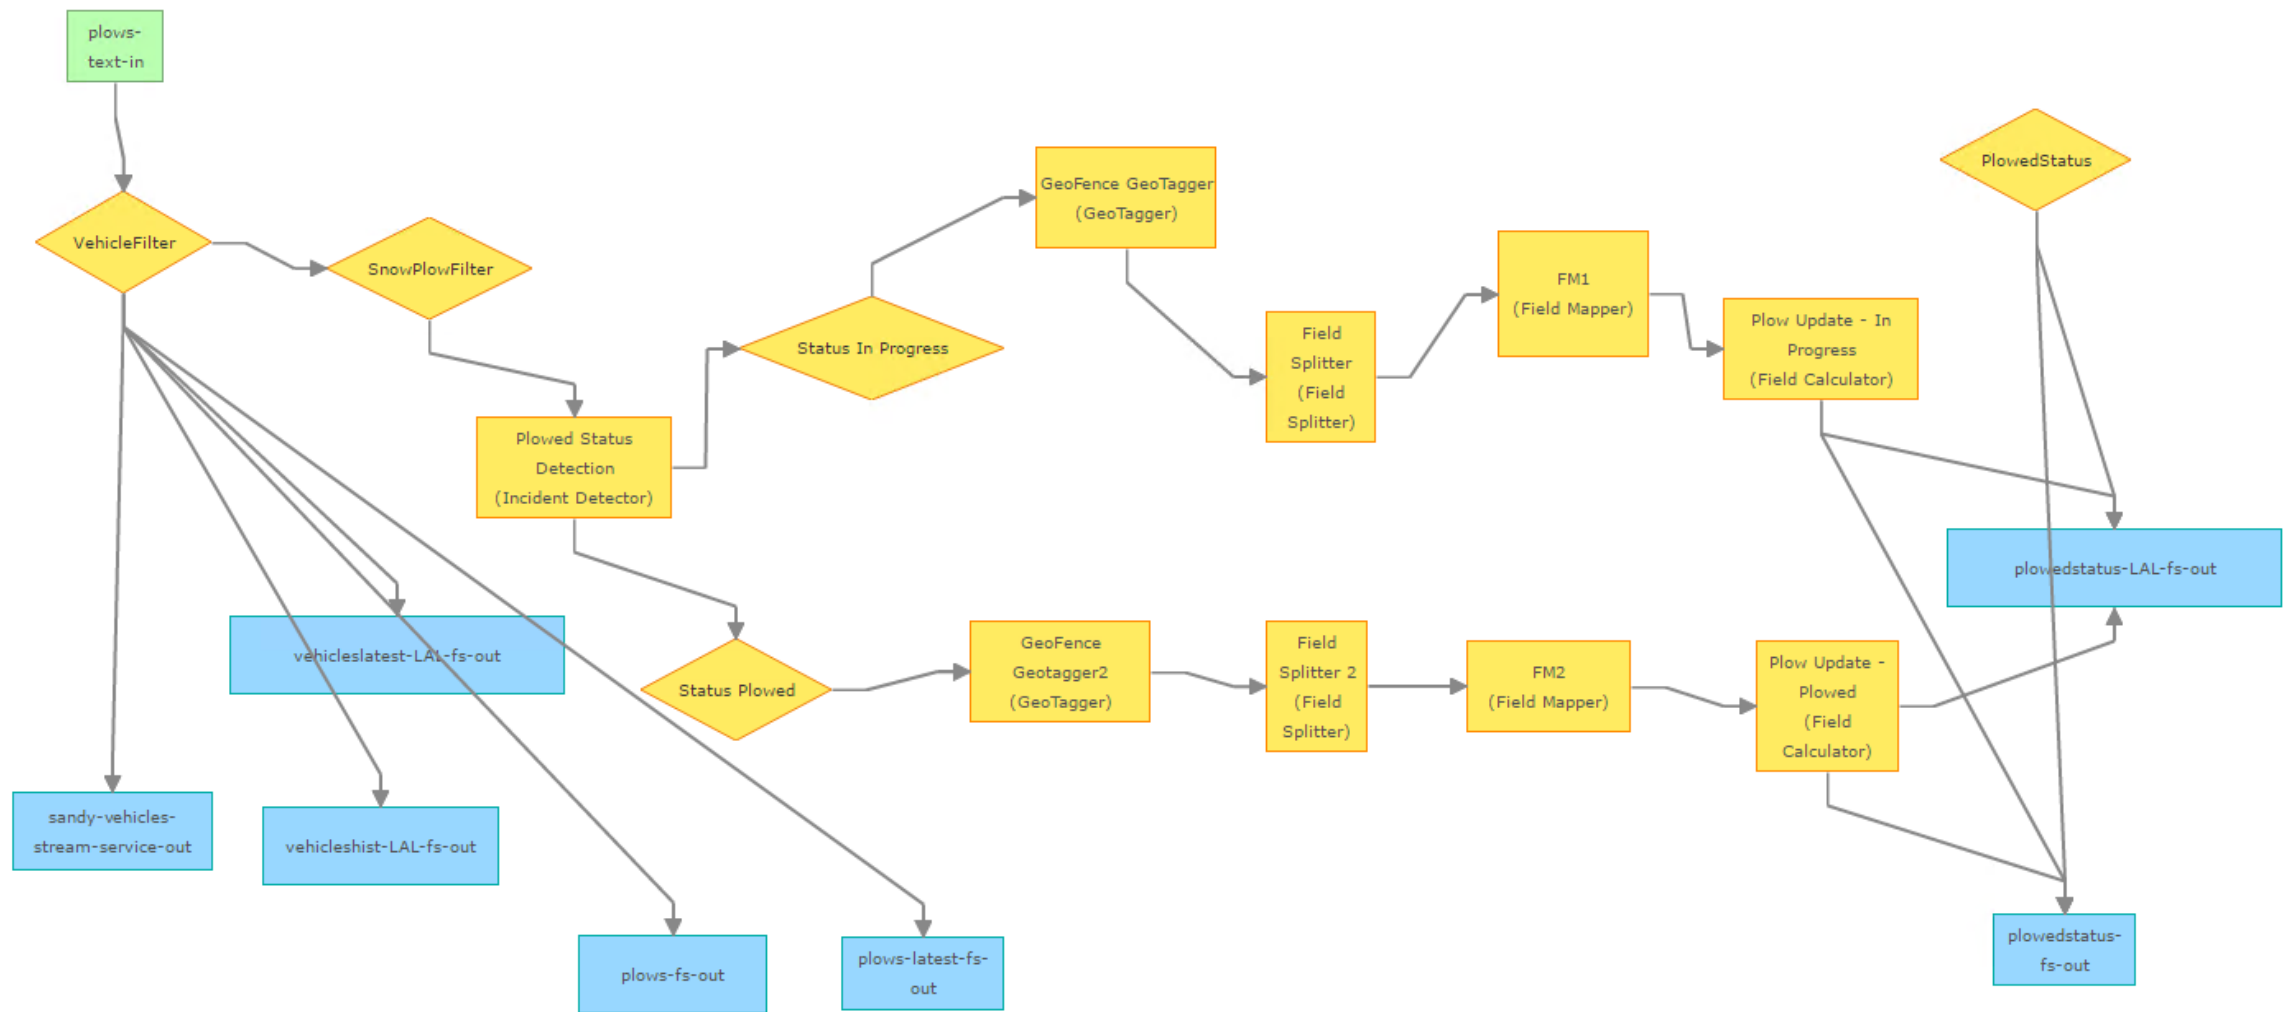 plows-
text-in
PlowedStatus
GeoFence GeoTagger
(GeoTagger)
VehicleFilter
SnowPlowFilter
Status In Progress
FM1
(Field Mapper)
Field
Splitter
(Field
Splitter)
Plow Update - In
Progress
(Field Calculator)
Plowed Status
Detection
(Incident Detector)
plowedstatus-LAL-fs-out
vehicleslatest-LAL-fs-out
Status Plowed
GeoFence
Geotagger2
(GeoTagger)
Field
Splitter 2
(Field
Splitter)
FM2
(Field Mapper)
Plow Update -
Plowed
(Field
Calculator)
sandy-vehicles-
stream-service-out
vehicleshist-LAL-fs-out
plows-fs-out
plows-latest-fs-
out
plowedstatus-
fs-out